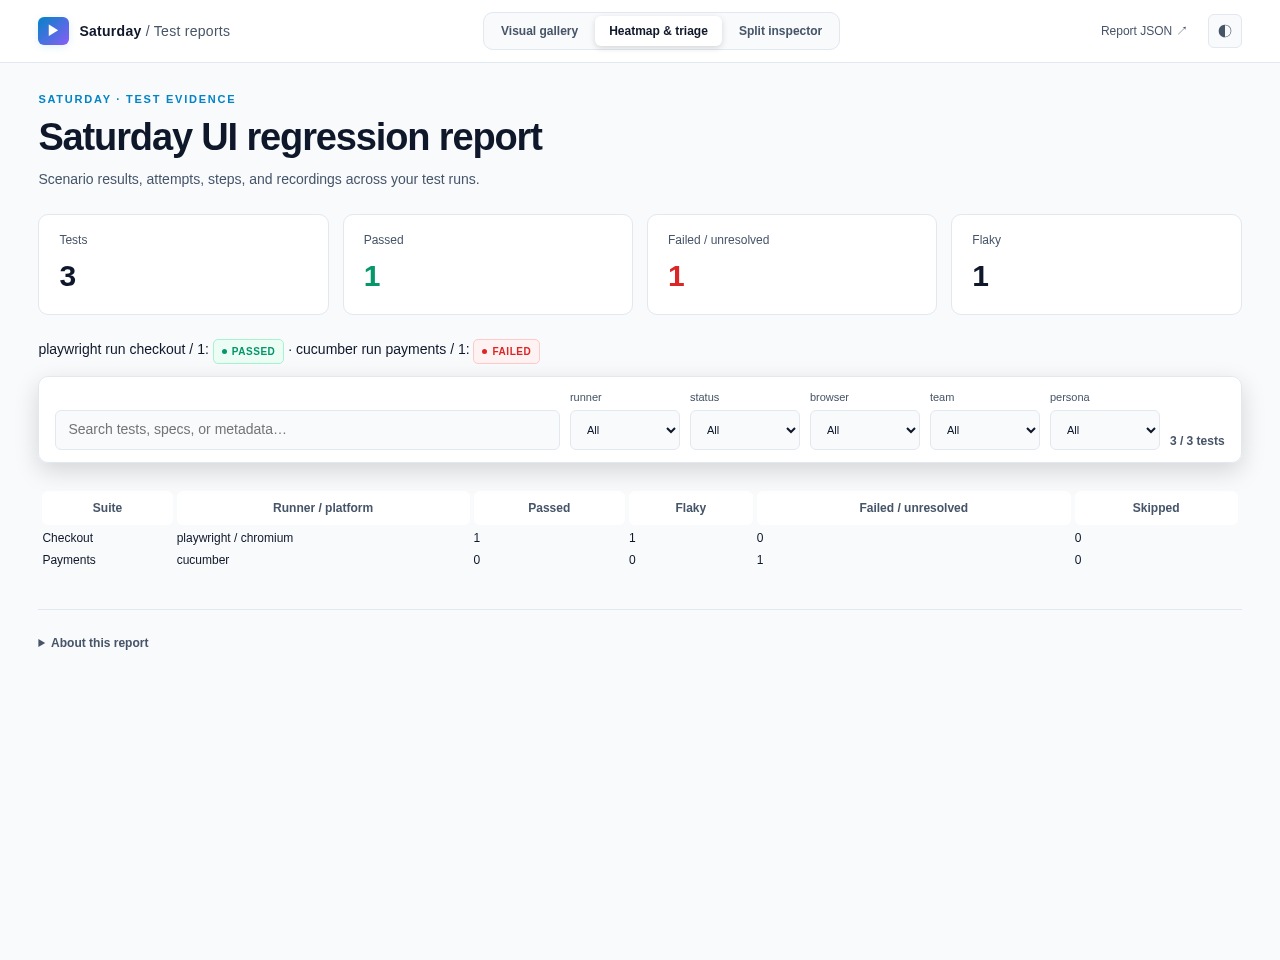 Saturday / Test reports
Visual gallery
Heatmap & triage
Split inspector
Report JSON ↗
SATURDAY · TEST EVIDENCE
Saturday UI regression report
Scenario results, attempts, steps, and recordings across your test runs.
Tests
3
Passed
1
Failed / unresolved
1
Flaky
1
playwright run checkout / 1: PASSED · cucumber run payments / 1: FAILED
runner status browser team persona
Search tests, specs, or metadata… All All All All All 3 / 3 tests
Suite Runner / platform Passed Flaky Failed / unresolved Skipped
Checkout playwright / chromium 1 1 0 0
Payments cucumber 0 0 1 0
About this report